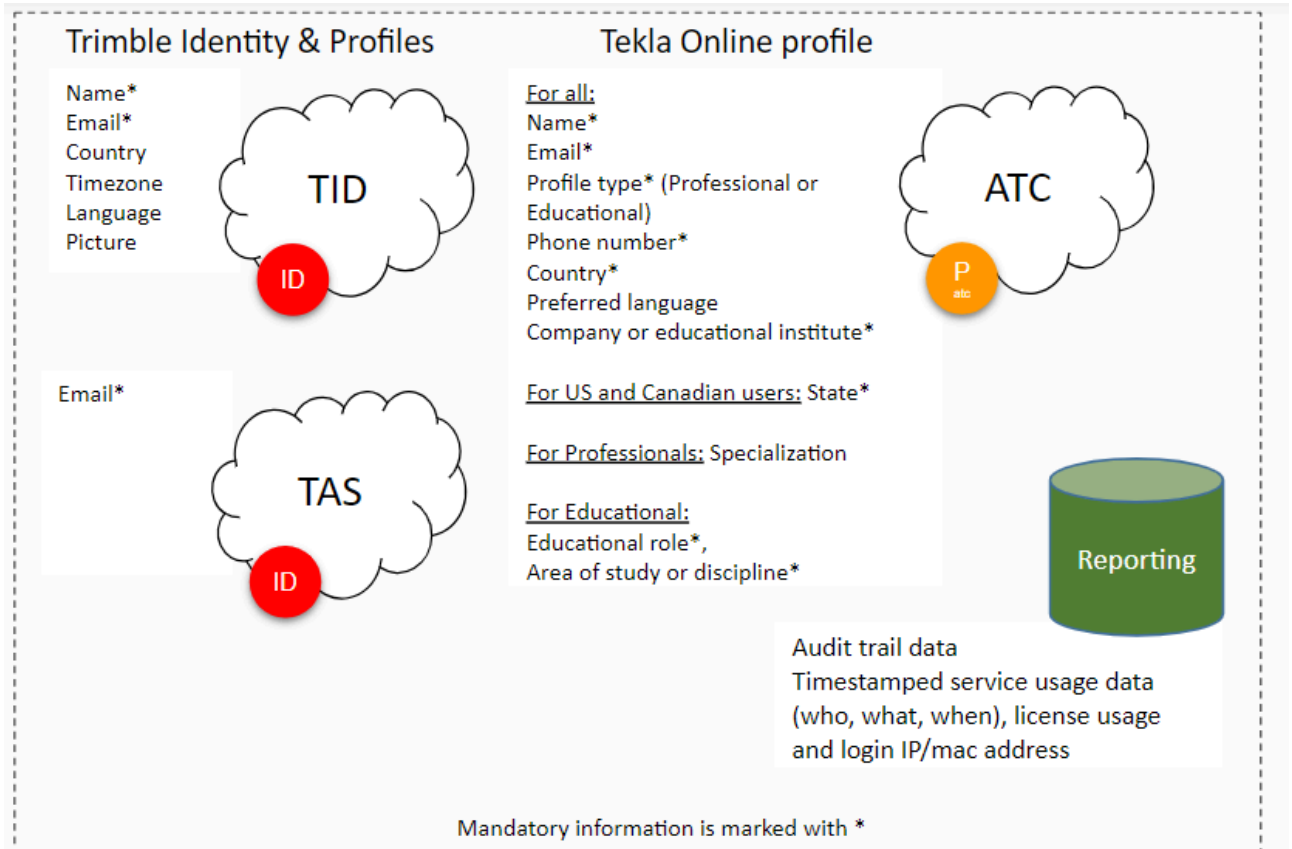 Trimble Identity & Profiles
Name*
Email*
Country
Timezone
Language
Picture
TID
ID
Email*
TAS
ID
Tekla Online profile
For all:
Name*
Email*
Profile type* (Professional or
Educational)
Phone number*
Country*
Preferred language
Company or educational institute*
For US and Canadian users: State*
For Professionals: Specialization
For Educational:
Educational role*,
Area of study or discipline*
ATC
P
atc
Reporting
Audit trail data
Timestamped service usage data
(who, what, when), license usage
and login IP/mac address
Mandatory information is marked with *